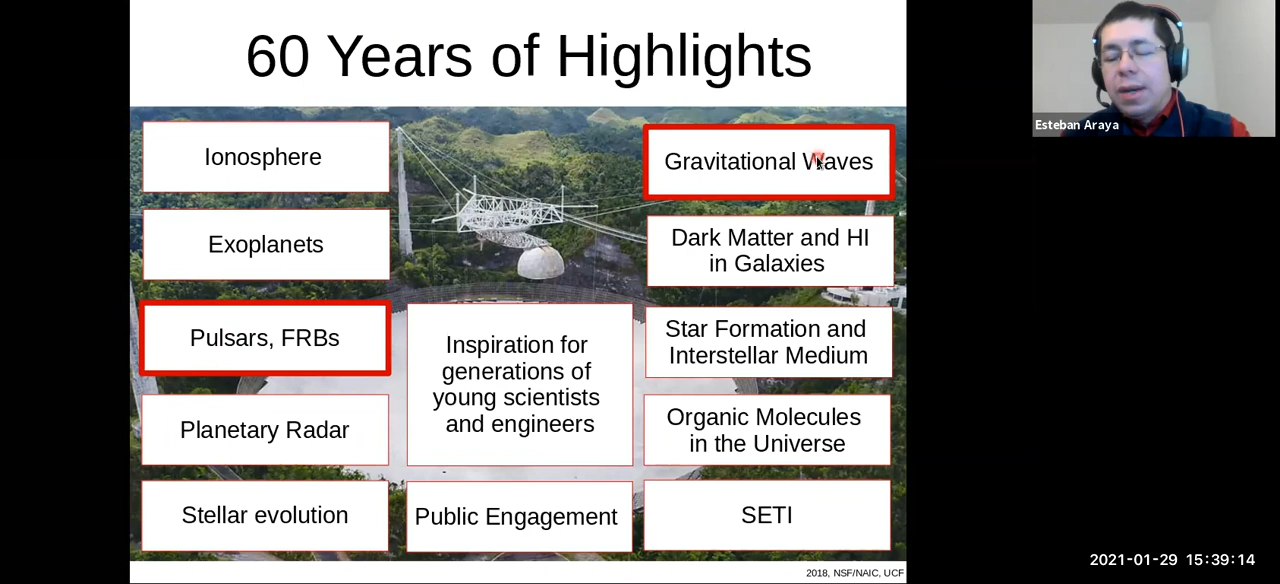 60 Years of Highlights
Ionosphere
Exoplanets
Pulsars, FRBs
Planetary Radar
Stellar evolution
Inspiration for
generations of
young scientists
and engineers
Public Engagement
Gravitational Waves
Dark Matter and HI
in Galaxies
Star Formation and
Interstellar Medium
Organic Molecules
in the Universe
SETI
2018, NSF/NAIC, UCF
Esteban Araya
2021-01-29 15:39:14